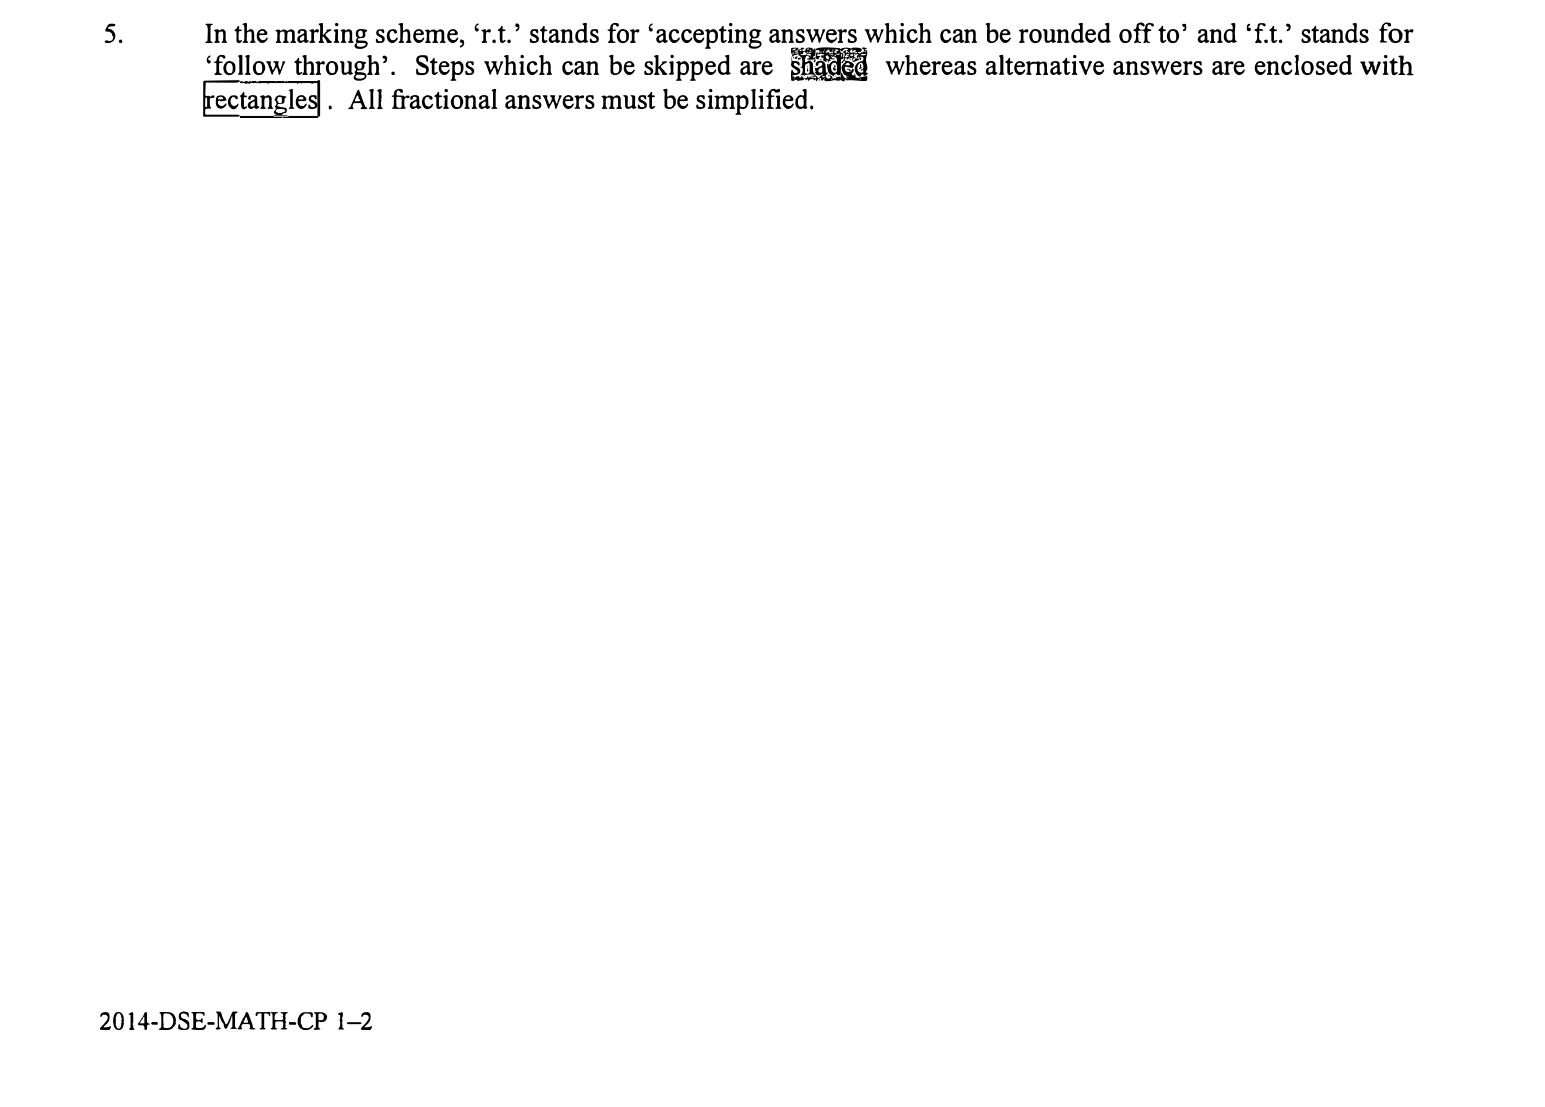 5. In the marking scheme, ‘r.t.’ stands for ‘accepting answers which can be rounded off to’ and ‘f.t.’ stands for
‘follow through’. Steps which can be skipped are shaded whereas alternative answers are enclosed with
rectangles . All fractional answers must be simplified.
2014-DSE-MATH-CP 1–2